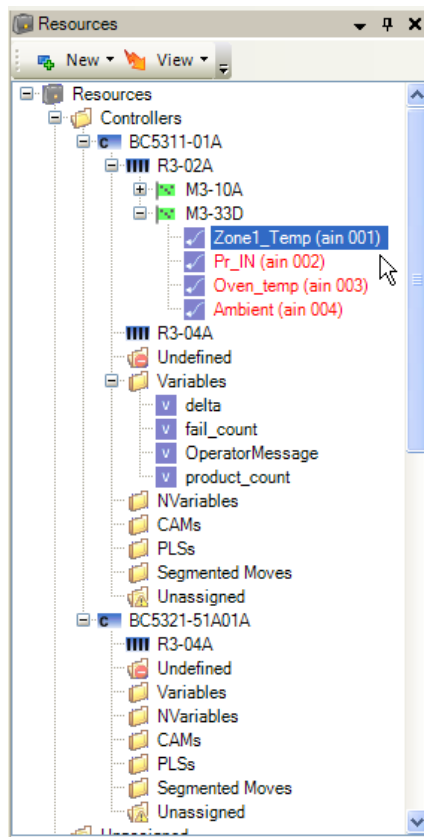 Resources
New View
Resources
Controllers
C BC5311-01A
R3-02A
M3-10A
M3-33D
Zone1_Temp (ain 001)
Pr_IN (ain 002)
Oven_temp (ain 003)
Ambient (ain 004)
R3-04A
Undefined
Variables
V delta
V fail_count
V OperatorMessage
V product_count
NVariables
CAMs
PLSs
Segmented Moves
Unassigned
C BC5321-51A01A
R3-04A
Undefined
Variables
NVariables
CAMs
PLSs
Segmented Moves
Unassigned
Unassigned